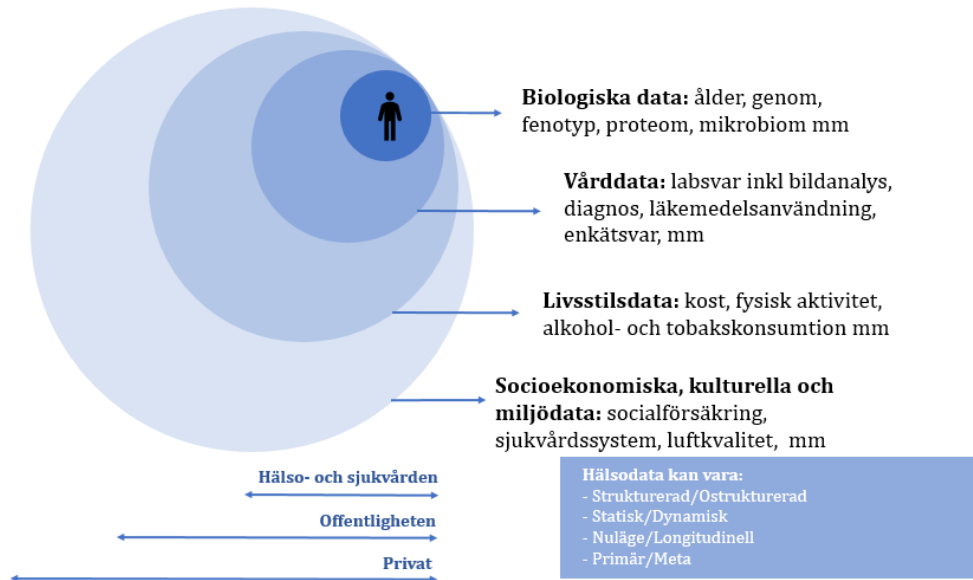 Biologiska data: ålder, genom,
fenotyp, proteom, mikrobiom mm
Vårddata: labsvar inkl bildanalys,
diagnos, läkemedelsanvändning,
enkätsvar, mm
Livsstilsdata: kost, fysisk aktivitet,
alkohol- och tobakskonsumtion mm
Socioekonomiska, kulturella och
miljödata: socialförsäkring,
sjukvårdssystem, luftkvalitet, mm
Hälso- och sjukvården
Offentligheten
Privat
Hälsodata kan vara:
- Strukturerad/Ostrukturerad
- Statisk/Dynamisk
- Nuläge/Longitudinell
- Primär/Meta